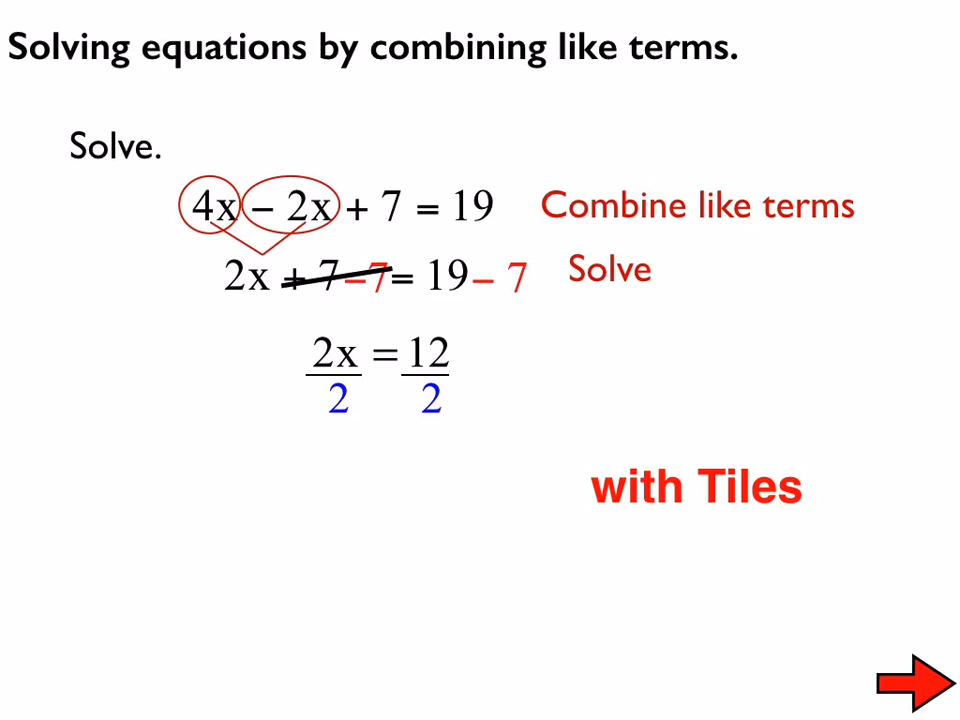 Solving equations by combining like terms.
Solve.
4x − 2x + 7 = 19 Combine like terms
2x + 7 − 7 = 19 − 7 Solve
2x = 12
2 2
with Tiles